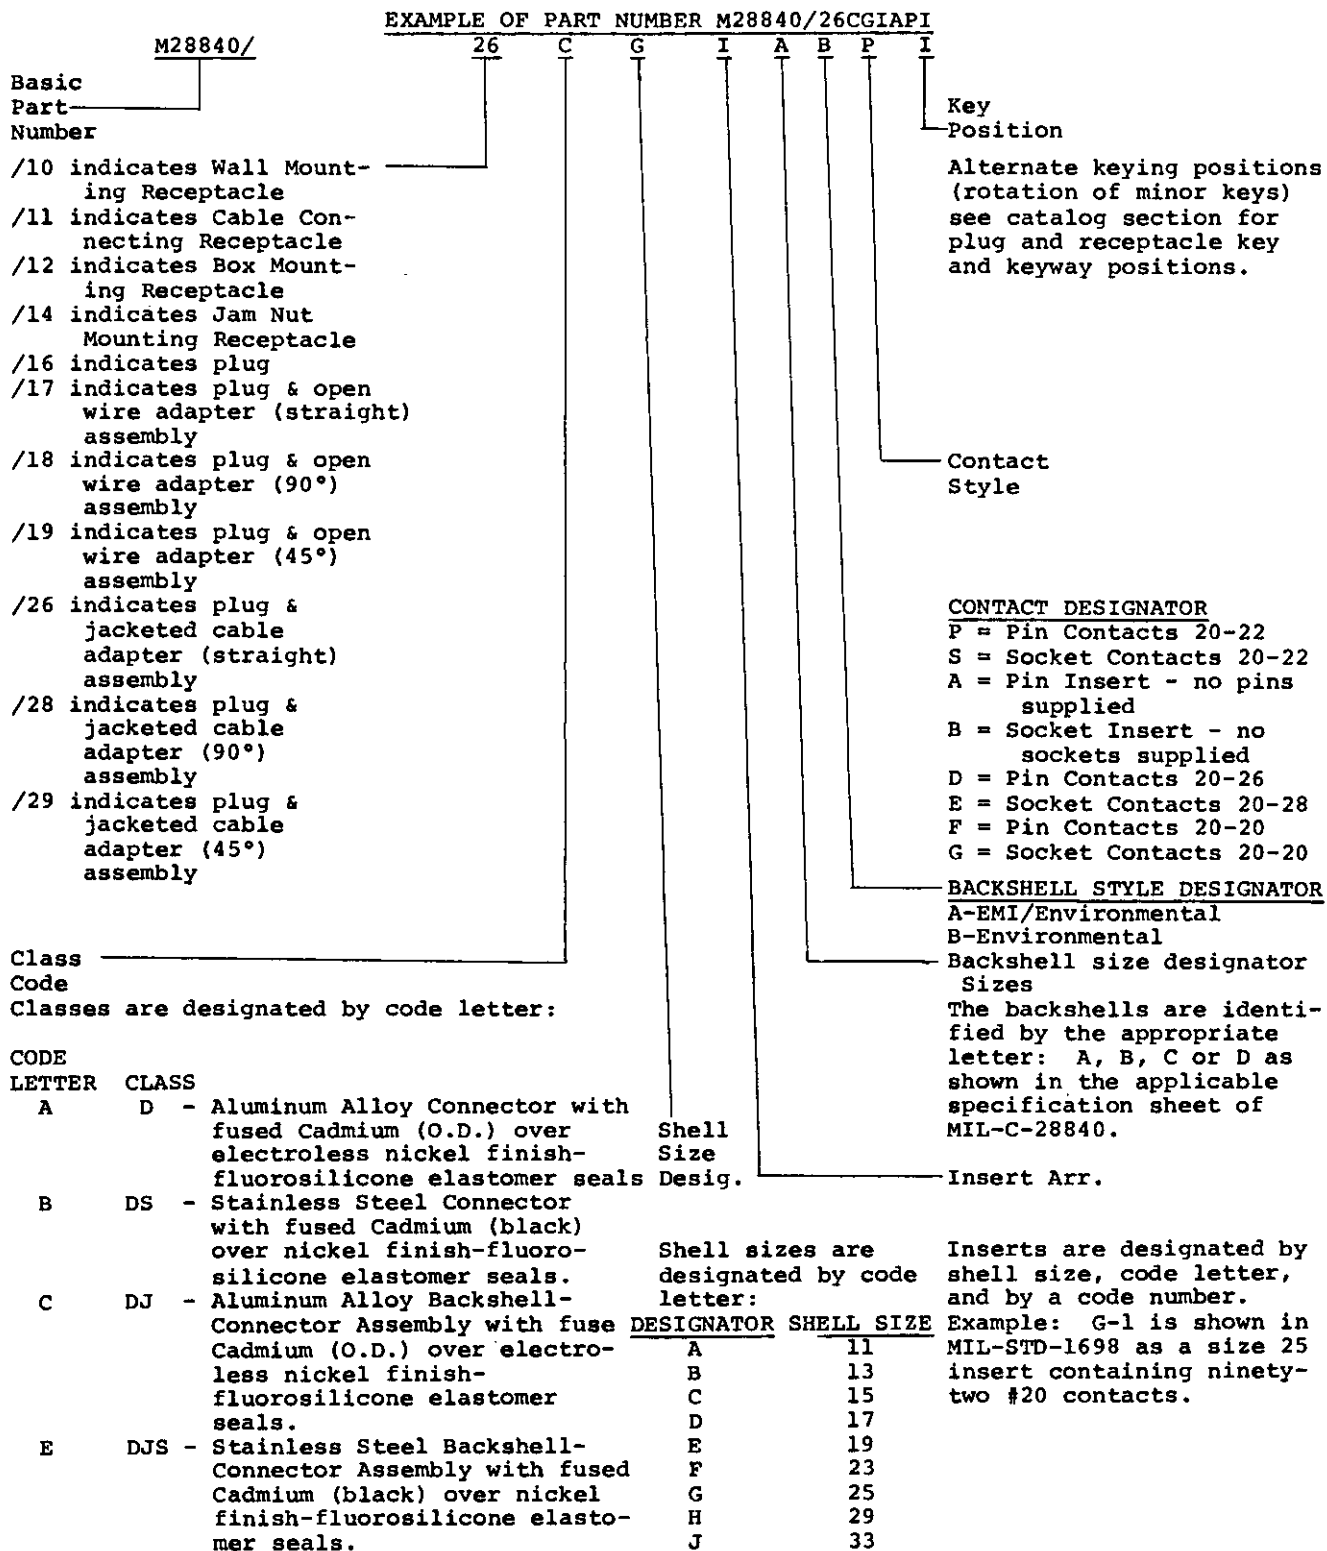 EXAMPLE OF PART NUMBER M28840/26CGIAPI
M28840/ 26 C G I A B P I
Basic
Part
Number
/10 indicates Wall Mount-
ing Receptacle
/11 indicates Cable Con-
necting Receptacle
/12 indicates Box Mount-
ing Receptacle
/14 indicates Jam Nut
Mounting Receptacle
/16 indicates plug
/17 indicates plug & open
wire adapter (straight)
assembly
/18 indicates plug & open
wire adapter (90°)
assembly
/19 indicates plug & open
wire adapter (45°)
assembly
/26 indicates plug &
jacketed cable
adapter (straight)
assembly
/28 indicates plug &
jacketed cable
adapter (90°)
assembly
/29 indicates plug &
jacketed cable
adapter (45°)
assembly
Key
Position
Alternate keying positions
(rotation of minor keys)
see catalog section for
plug and receptacle key
and keyway positions.
Contact
Style
CONTACT DESIGNATOR
P = Pin Contacts 20-22
S = Socket Contacts 20-22
A = Pin Insert - no pins
supplied
B = Socket Insert - no
sockets supplied
D = Pin Contacts 20-26
E = Socket Contacts 20-28
F = Pin Contacts 20-20
G = Socket Contacts 20-20
BACKSHELL STYLE DESIGNATOR
A-EMI/Environmental
B-Environmental
Backshell size designator
Sizes
The backshells are identi-
fied by the appropriate
letter: A, B, C or D as
shown in the applicable
specification sheet of
MIL-C-28840.
Insert Arr.
Inserts are designated by
shell size, code letter,
and by a code number.
Example: G-1 is shown in
MIL-STD-1698 as a size 25
insert containing ninety-
two #20 contacts.
Class
Code
Classes are designated by code letter:
CODE
LETTER CLASS
A D - Aluminum Alloy Connector with
fused Cadmium (O.D.) over
electroless nickel finish-
fluorosilicone elastomer seals
B DS - Stainless Steel Connector
with fused Cadmium (black)
over nickel finish-fluoro-
silicone elastomer seals.
C DJ - Aluminum Alloy Backshell-
Connector Assembly with fuse
Cadmium (O.D.) over electro-
less nickel finish-
fluorosilicone elastomer
seals.
E DJS - Stainless Steel Backshell-
Connector Assembly with fused
Cadmium (black) over nickel
finish-fluorosilicone elasto-
mer seals.
Shell
Size
Desig.
Shell sizes are
designated by code
letter:
DESIGNATOR SHELL SIZE
A 11
B 13
C 15
D 17
E 19
F 23
G 25
H 29
J 33